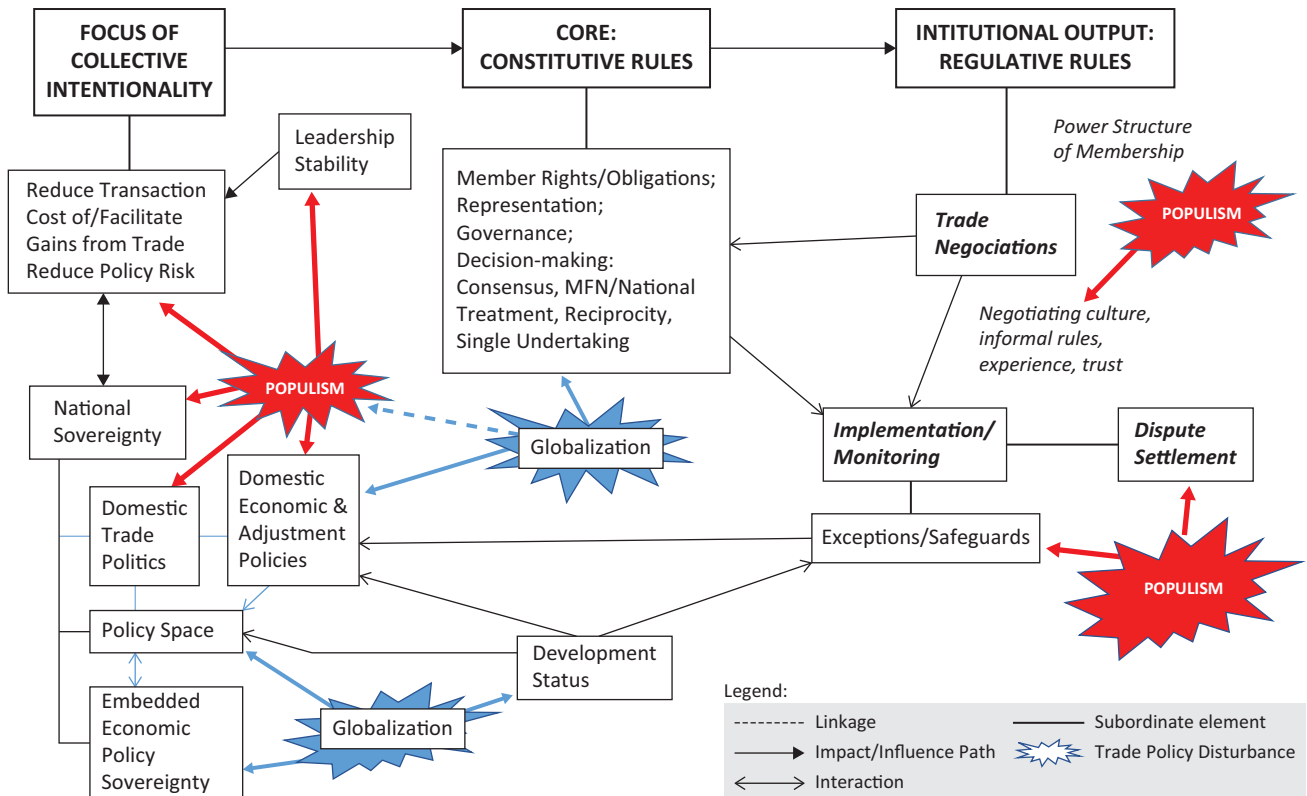 FOCUS OF
COLLECTIVE
INTENTIONALITY
CORE:
CONSTITUTIVE RULES
INTITUTIONAL OUTPUT:
REGULATIVE RULES
Leadership
Stability
Reduce Transaction
Cost of/Facilitate
Gains from Trade
Reduce Policy Risk
Member Rights/Obligations;
Representation;
Governance;
Decision-making:
Consensus, MFN/National
Treatment, Reciprocity,
Single Undertaking
Power Structure
of Membership
POPULISM
Trade
Negociations
Negotiating culture,
informal rules,
experience, trust
POPULISM
National
Sovereignty
Globalization
Implementation/
Monitoring
Dispute
Settlement
Domestic
Trade
Politics
Domestic
Economic &
Adjustment
Policies
Exceptions/Safeguards
POPULISM
Policy Space
Development
Status
Embedded
Economic
Policy
Sovereignty
Globalization
Legend:
Linkage
Subordinate element
Impact/Influence Path
Trade Policy Disturbance
Interaction